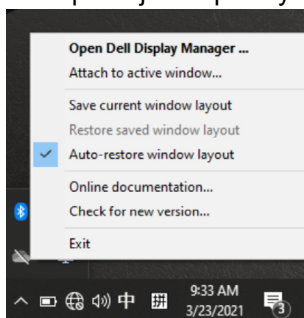 Open Dell Display Manager ...
Attach to active window...
Save current window layout
Restore saved window layout
Auto-restore window layout
Online documentation...
Check for new version...
Exit
中 拼 9:33 AM
3/23/2021
3